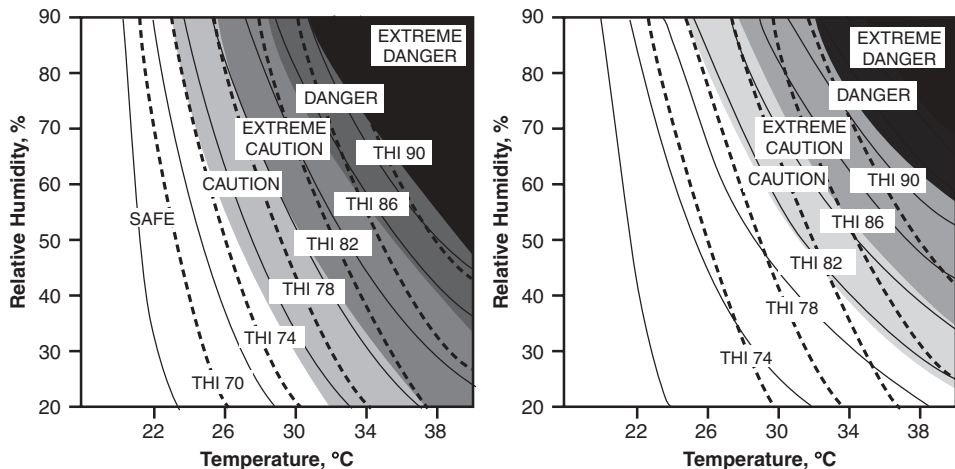 90
80
70
60
50
40
30
20
Relative Humidity, %
EXTREME
DANGER
DANGER
EXTREME
CAUTION
THI 90
CAUTION
THI 86
SAFE
THI 82
THI 78
THI 74
THI 70
22
26
30
34
38
Temperature, °C
90
80
70
60
50
40
30
20
Relative Humidity, %
EXTREME
DANGER
DANGER
EXTREME
CAUTION
CAUTION
THI 90
THI 86
THI 82
THI 78
THI 74
22
26
30
34
38
Temperature, °C